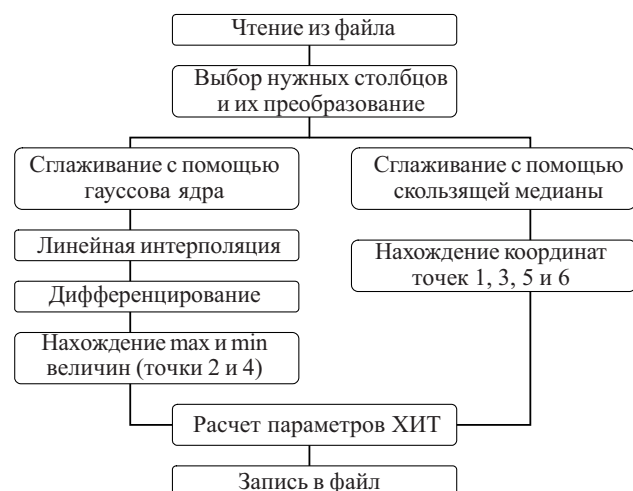 Чтение из файла
Выбор нужных столбцов
и их преобразование
Сглаживание с помощью
гауссова ядра
Линейная интерполяция
Дифференцирование
Нахождение max и min
величин (точки 2 и 4)
Сглаживание с помощью
скользящей медианы
Нахождение координат
точек 1, 3, 5 и 6
Расчет параметров ХИТ
Запись в файл